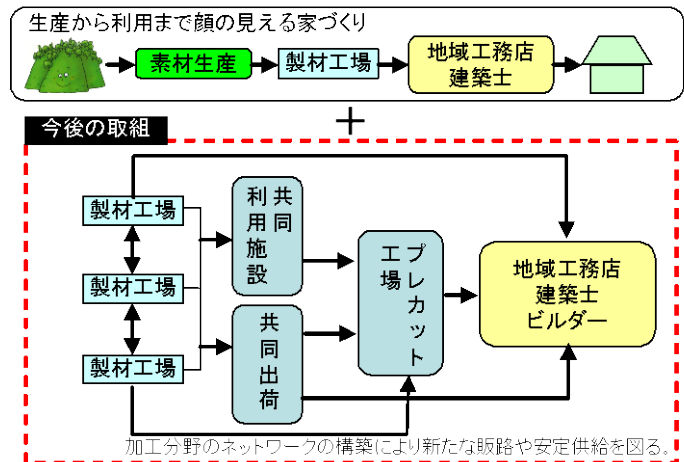 生産から利用まで顔の見える家づくり
素材生産
製材工場
地域工務店
建築士
＋
今後の取組
製材工場
製材工場
製材工場
共同
利用施設
共同出荷
プレカット
工場
地域工務店
建築士
ビルダー
加工分野のネットワークの構築により新たな販路や安定供給を図る。